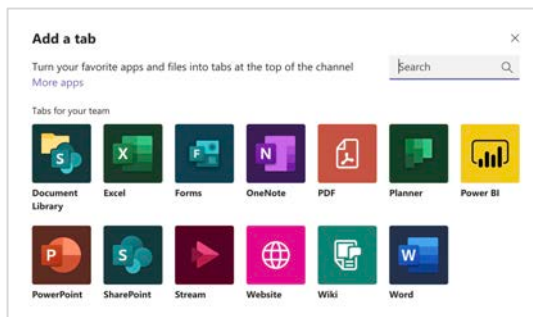 Add a tab
Turn your favorite apps and files into tabs at the top of the channel
Search
More apps
Tabs for your team
S
X
F
N
Document Library
Excel
Forms
OneNote
PDF
Planner
Power BI
P
S
W
PowerPoint
SharePoint
Stream
Website
Wiki
Word